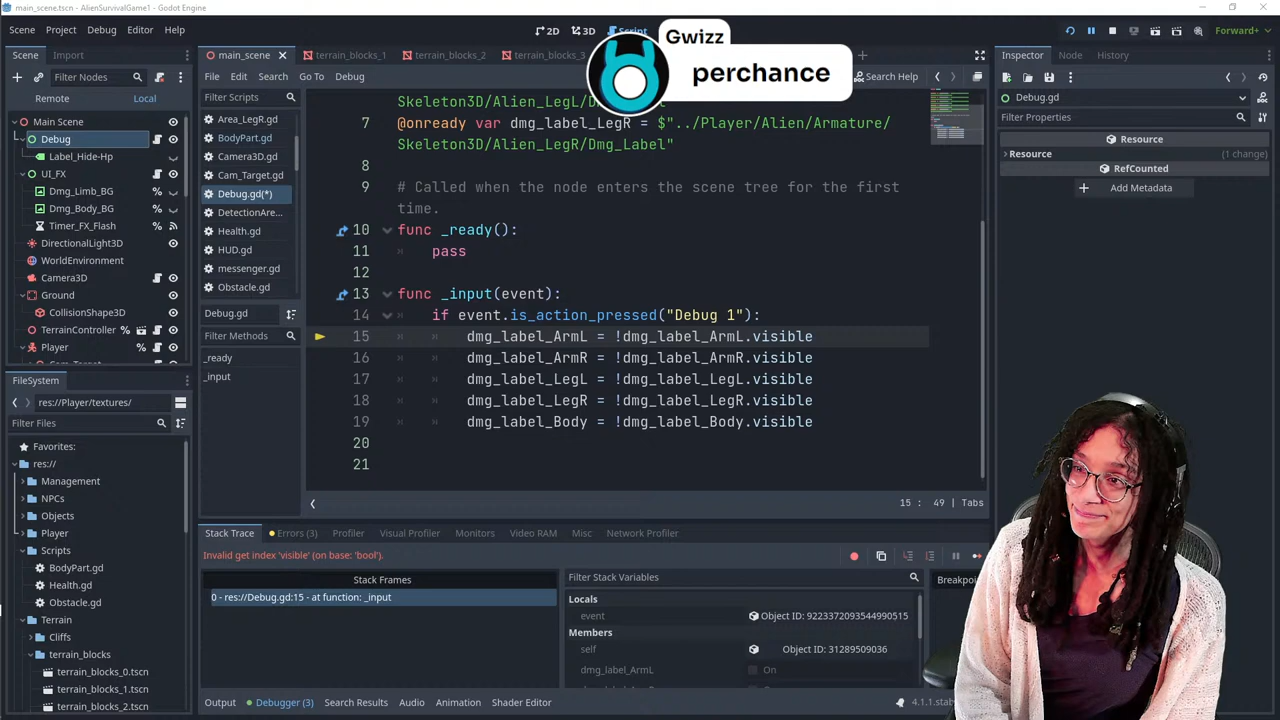 main_scene.tscn - AlienSurvivalGame1 - Godot Engine
Scene Project Debug Editor Help
2D 3D Script
Forward+
Gwizz
perchance
Scene Import
main_scene terrain_blocks_1 terrain_blocks_2 terrain_blocks_3
Inspector Node History
Filter Nodes
File Edit Search Go To Debug
Search Help
Remote Local
Filter Scripts
Debug.gd
Filter Properties
Main Scene
Debug
Label_Hide-Hp
UI_FX
Dmg_Limb_BG
Dmg_Body_BG
Timer_FX_Flash
DirectionalLight3D
WorldEnvironment
Camera3D
Ground
CollisionShape3D
TerrainController
Player
Area_LegR.gd
BodyPart.gd
Camera3D.gd
Cam_Target.gd
Debug.gd(*)
DetectionAre...
Health.gd
HUD.gd
messenger.gd
Obstacle.gd
Debug.gd
Filter Methods
_ready
_input
7 @onready var dmg_label_LegR = $"../Player/Alien/Armature/
Skeleton3D/Alien_LegR/Dmg_Label"
8
9 # Called when the node enters the scene tree for the first
time.
10 func _ready():
11 pass
12
13 func _input(event):
14 if event.is_action_pressed("Debug 1"):
15 dmg_label_ArmL = !dmg_label_ArmL.visible
16 dmg_label_ArmR = !dmg_label_ArmR.visible
17 dmg_label_LegL = !dmg_label_LegL.visible
18 dmg_label_LegR = !dmg_label_LegR.visible
19 dmg_label_Body = !dmg_label_Body.visible
20
21
15 : 49 | Tabs
Resource
Resource (1 change)
RefCounted
Add Metadata
FileSystem
res://Player/textures/
Filter Files
Favorites:
res://
Management
NPCs
Objects
Player
Scripts
BodyPart.gd
Health.gd
Obstacle.gd
Terrain
Cliffs
terrain_blocks
terrain_blocks_0.tscn
terrain_blocks_1.tscn
terrain_blocks_2.tscn
Stack Trace Errors (3) Profiler Visual Profiler Monitors Video RAM Misc Network Profiler
Invalid get index 'visible' (on base: 'bool').
Stack Frames
0 - res://Debug.gd:15 - at function: _input
Filter Stack Variables
Locals
event Object ID: 9223372093544990515
Members
self Object ID: 31289509036
dmg_label_ArmL On
Output Debugger (3) Search Results Audio Animation Shader Editor